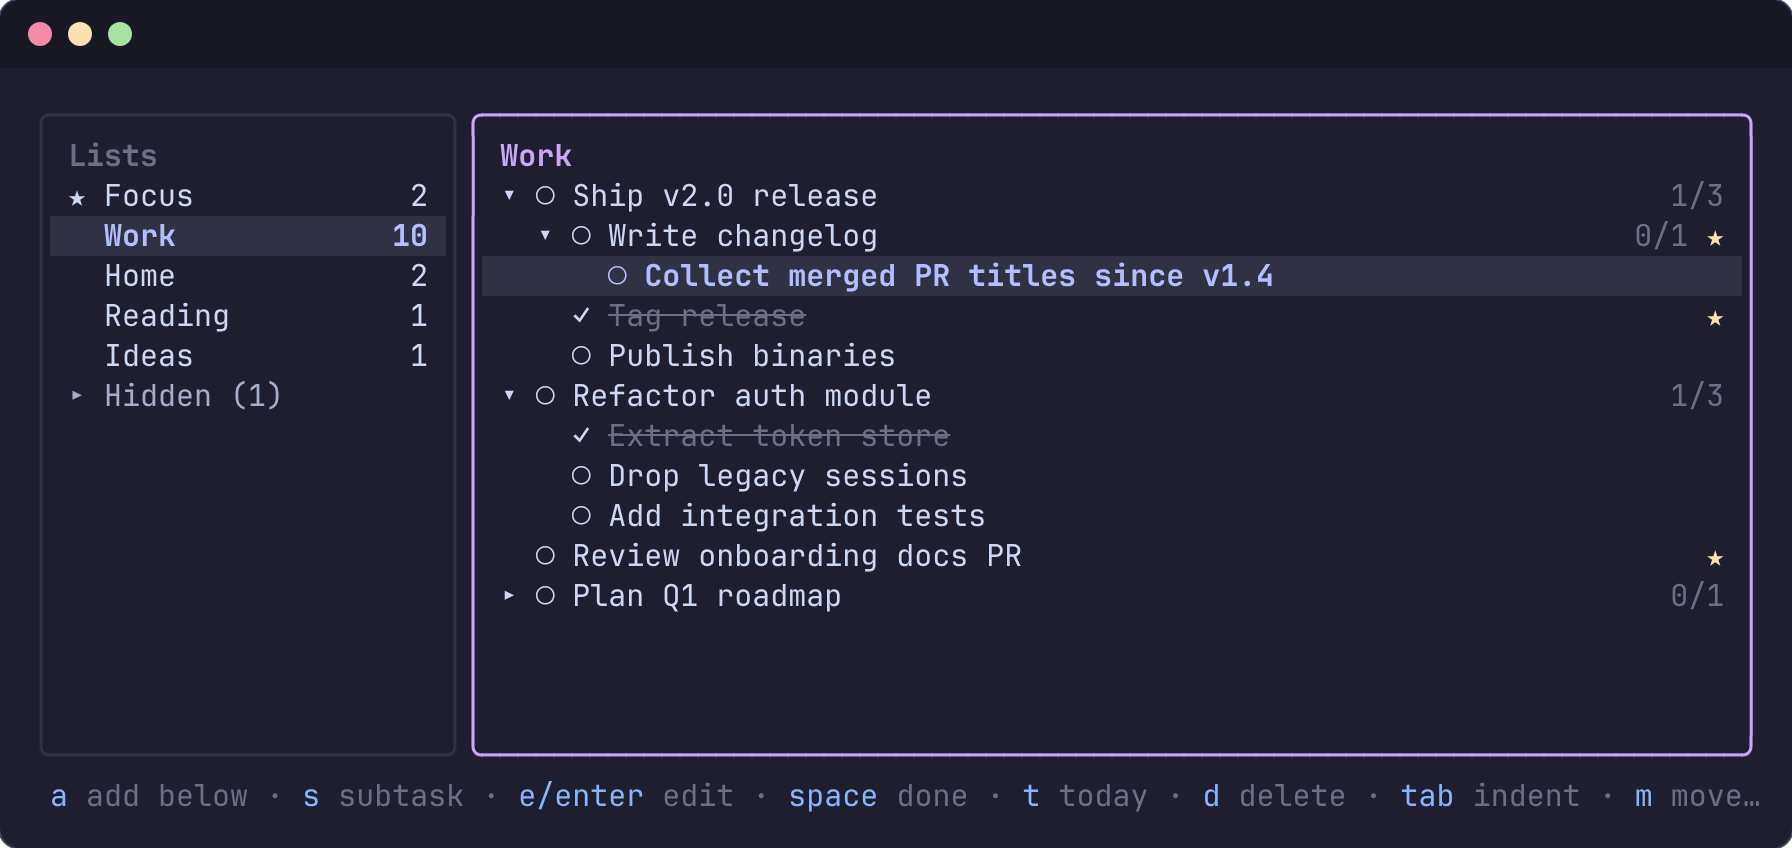 Lists
★ Focus 2
Work 10
Home 2
Reading 1
Ideas 1
▸ Hidden (1)
Work
▾ ○ Ship v2.0 release 1/3
▾ ○ Write changelog 0/1 ★
○ Collect merged PR titles since v1.4
✓ Tag release ★
○ Publish binaries
▾ ○ Refactor auth module 1/3
✓ Extract token store
○ Drop legacy sessions
○ Add integration tests
○ Review onboarding docs PR ★
▸ ○ Plan Q1 roadmap 0/1
a add below · s subtask · e/enter edit · space done · t today · d delete · tab indent · m move…